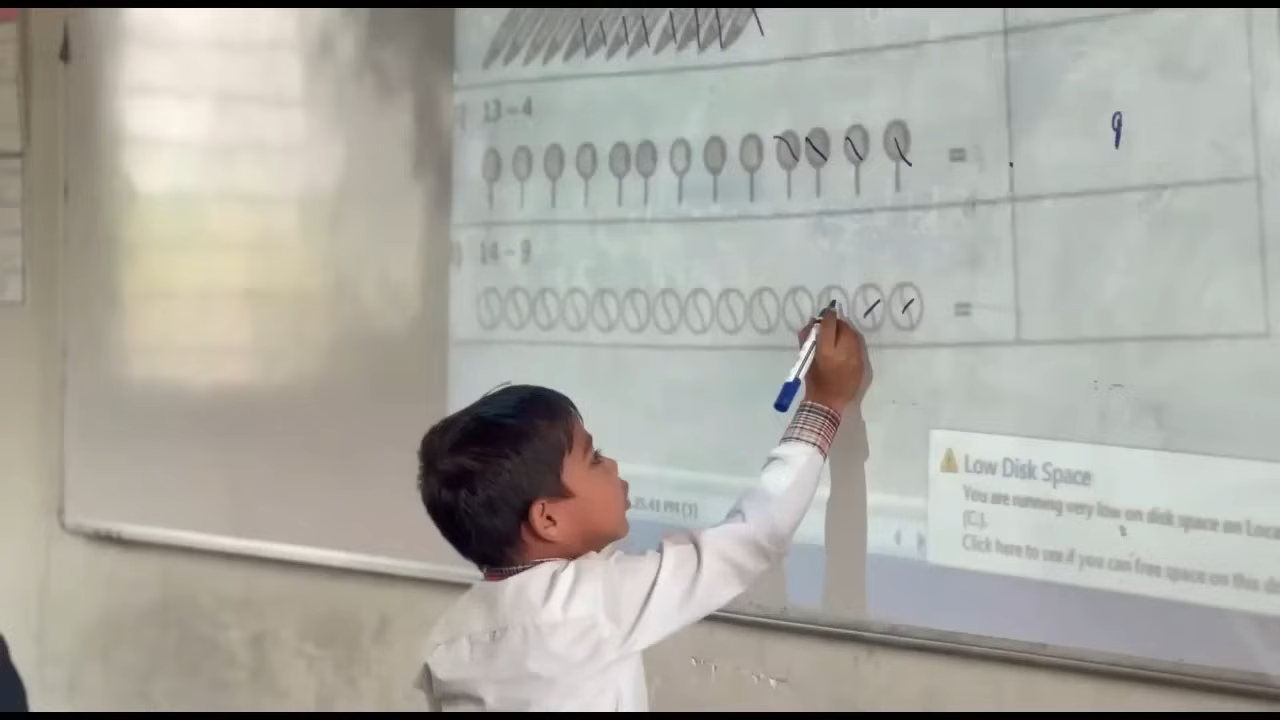 13 - 4
=
9
14 - 9
=
Low Disk Space
You are running very low on disk space on Loca
(C:).
Click here to see if you can free space on this